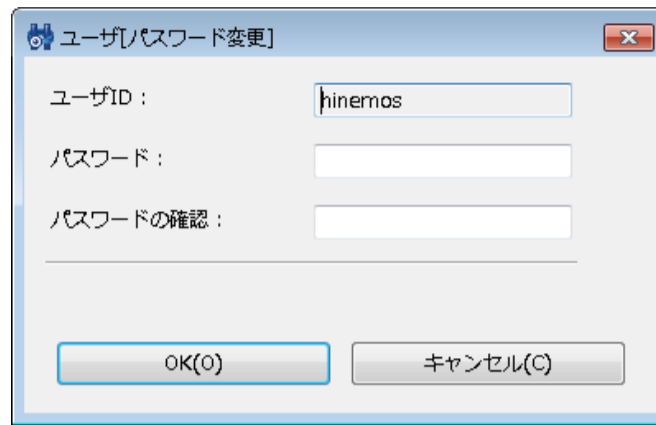 ユーザ[パスワード変更]
ユーザID： hinemos
パスワード：
パスワードの確認：
OK(O) キャンセル(C)